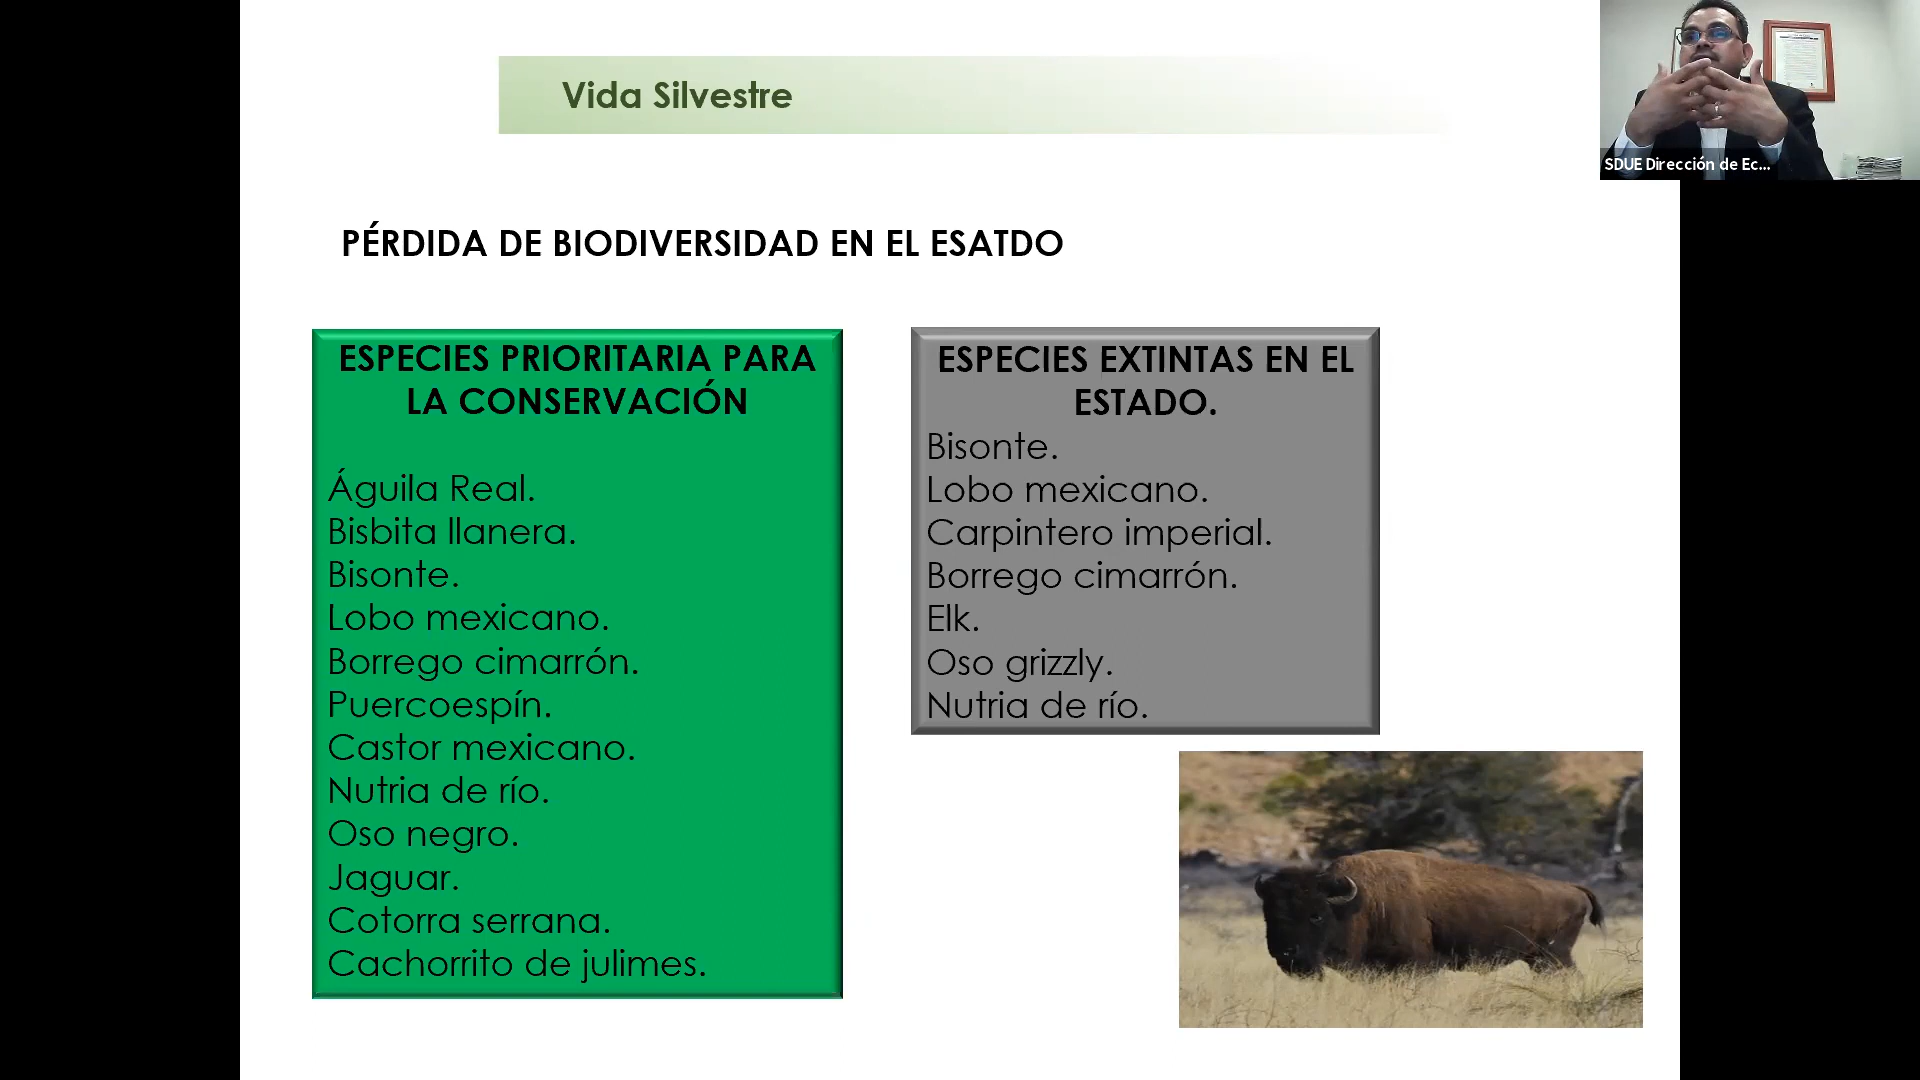 Vida Silvestre
SDUE Dirección de Ec...
PÉRDIDA DE BIODIVERSIDAD EN EL ESATDO
ESPECIES PRIORITARIA PARA
LA CONSERVACIÓN
Águila Real.
Bisbita llanera.
Bisonte.
Lobo mexicano.
Borrego cimarrón.
Puercoespín.
Castor mexicano.
Nutria de río.
Oso negro.
Jaguar.
Cotorra serrana.
Cachorrito de julimes.
ESPECIES EXTINTAS EN EL
ESTADO.
Bisonte.
Lobo mexicano.
Carpintero imperial.
Borrego cimarrón.
Elk.
Oso grizzly.
Nutria de río.